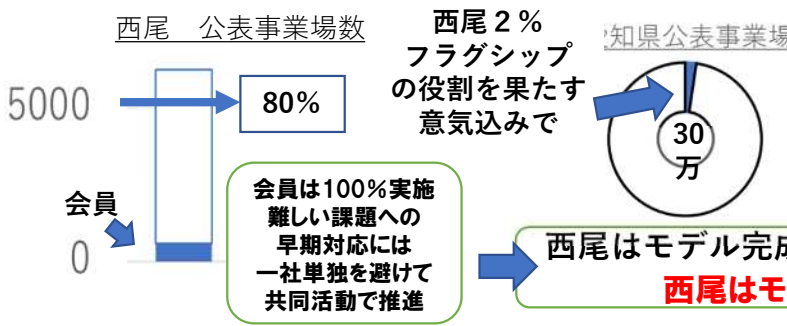 西尾　公表事業場数
5000
80%
会員
0
会員は100%実施
難しい課題への
早期対応には
一社単独を避けて
共同活動で推進
西尾２%
フラグシップ
の役割を果たす
意気込みで
知県公表事業場
30
万
西尾はモデル完成
西尾はモ